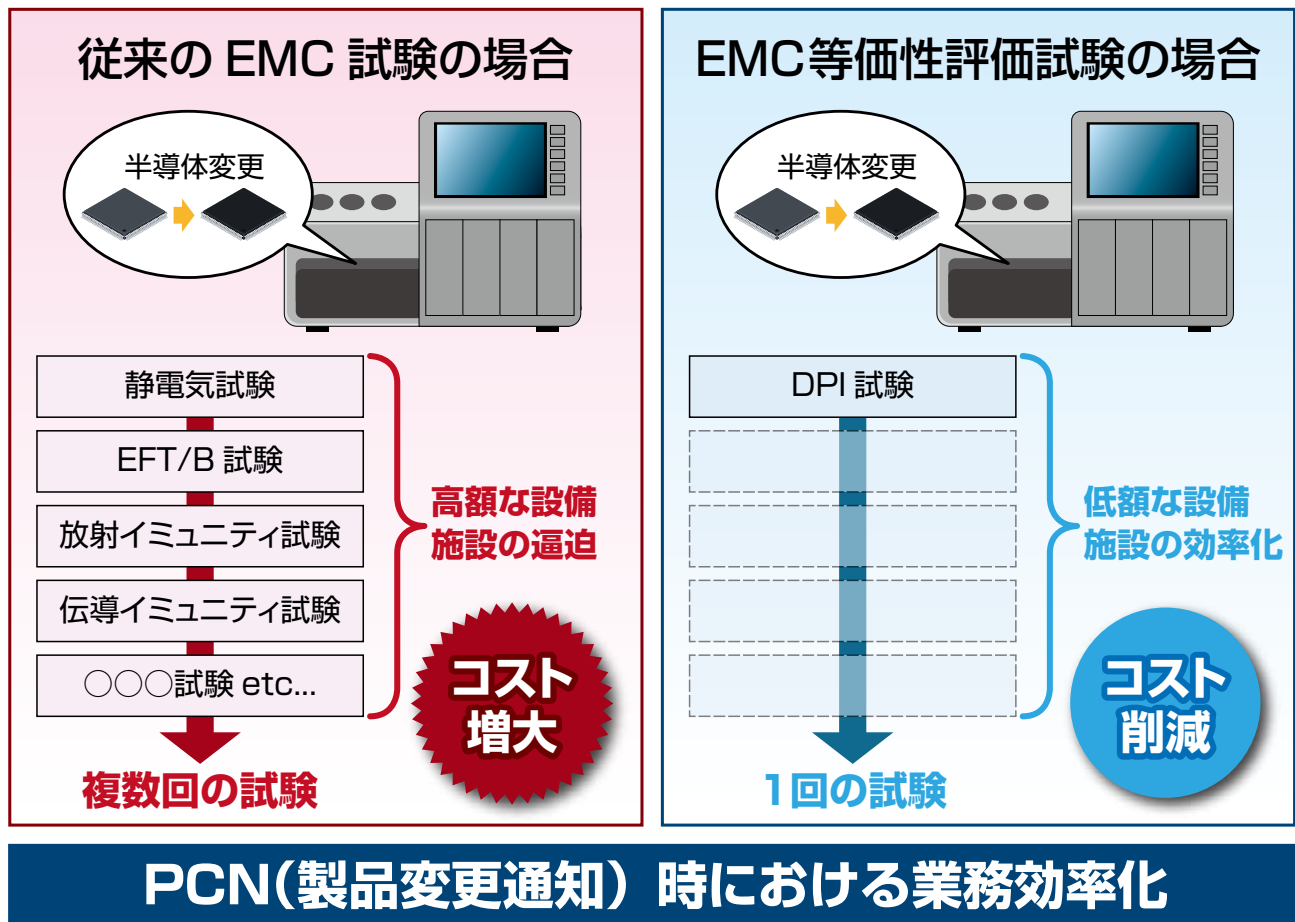 従来の EMC 試験の場合
半導体変更
静電気試験
EFT/B 試験
放射イミュニティ試験
伝導イミュニティ試験
○○○試験 etc...
高額な設備
施設の逼迫
コスト
増大
複数回の試験
EMC等価性評価試験の場合
半導体変更
DPI 試験
低額な設備
施設の効率化
コスト
削減
1回の試験
PCN(製品変更通知)時における業務効率化